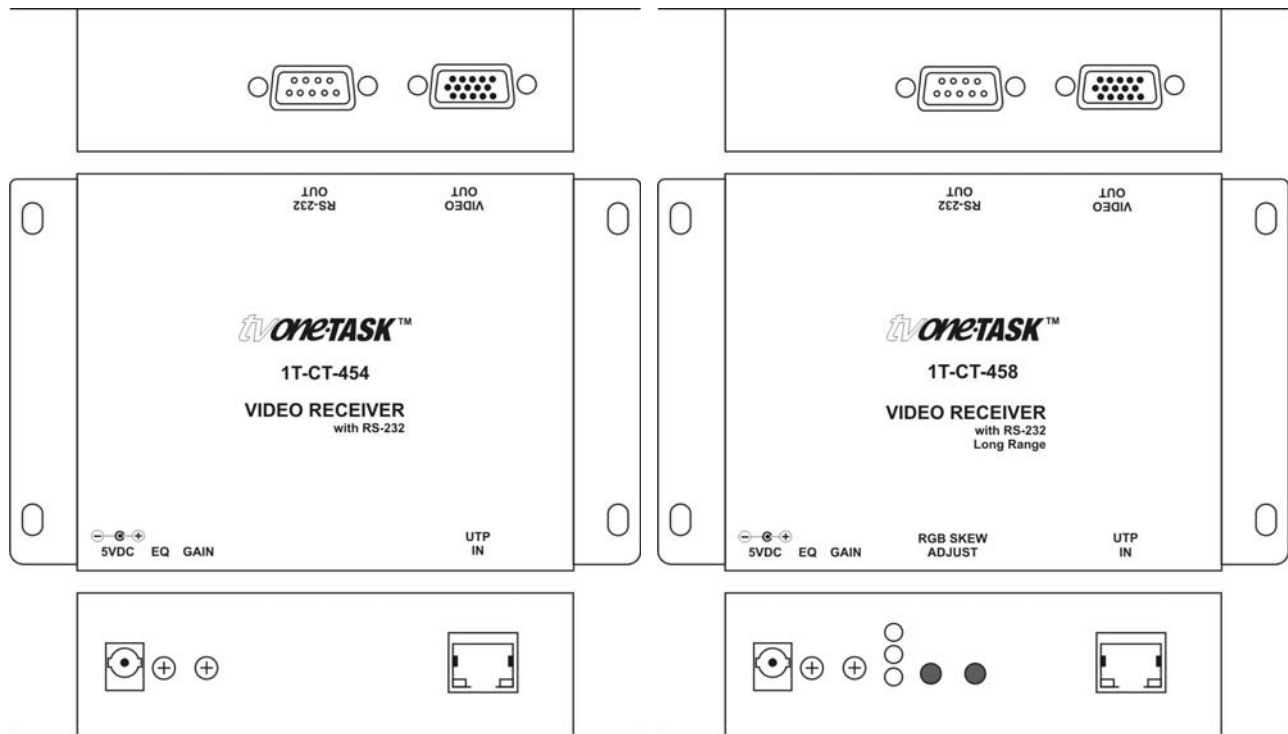 RS-232
OUT
VIDEO
OUT
tvone·TASK™
1T-CT-454
VIDEO RECEIVER
with RS-232
5VDC EQ GAIN
UTP
IN
RS-232
OUT
VIDEO
OUT
tvone·TASK™
1T-CT-458
VIDEO RECEIVER
with RS-232
Long Range
5VDC EQ GAIN
RGB SKEW
ADJUST
UTP
IN